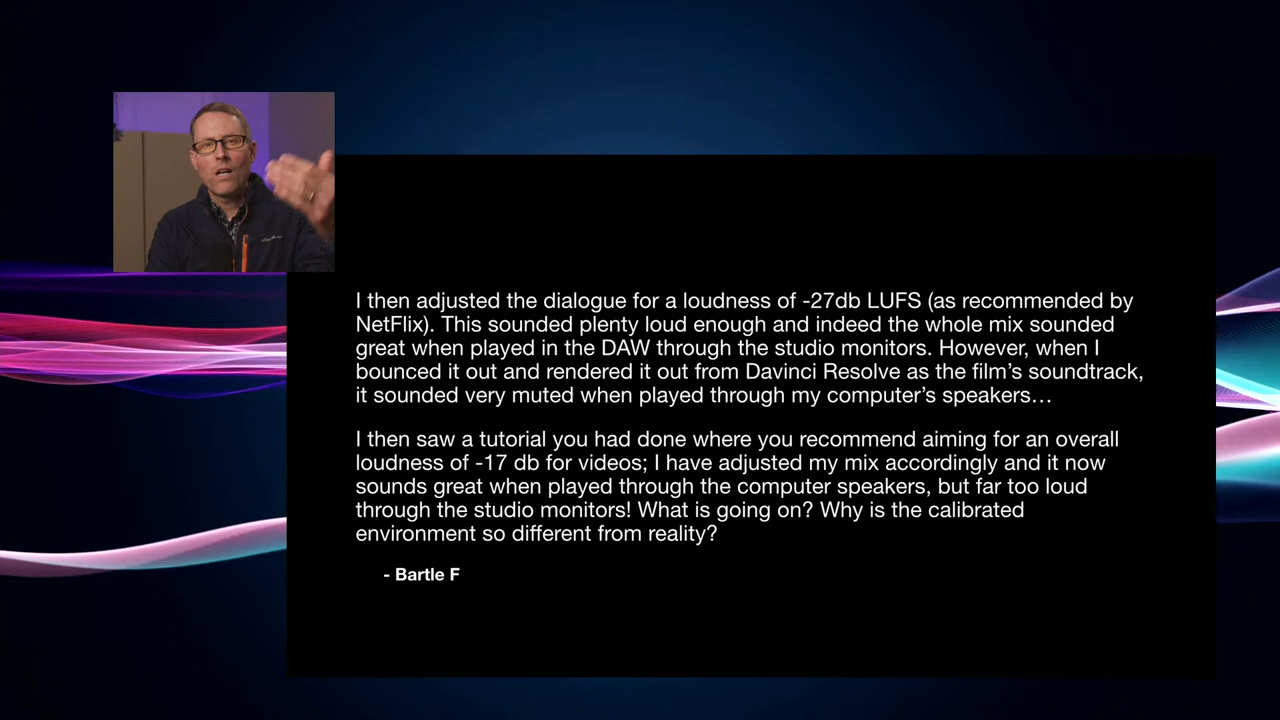 I then adjusted the dialogue for a loudness of -27db LUFS (as recommended by
NetFlix). This sounded plenty loud enough and indeed the whole mix sounded
great when played in the DAW through the studio monitors. However, when I
bounced it out and rendered it out from Davinci Resolve as the film’s soundtrack,
it sounded very muted when played through my computer’s speakers…
I then saw a tutorial you had done where you recommend aiming for an overall
loudness of -17 db for videos; I have adjusted my mix accordingly and it now
sounds great when played through the computer speakers, but far too loud
through the studio monitors! What is going on? Why is the calibrated
environment so different from reality?
- Bartle F